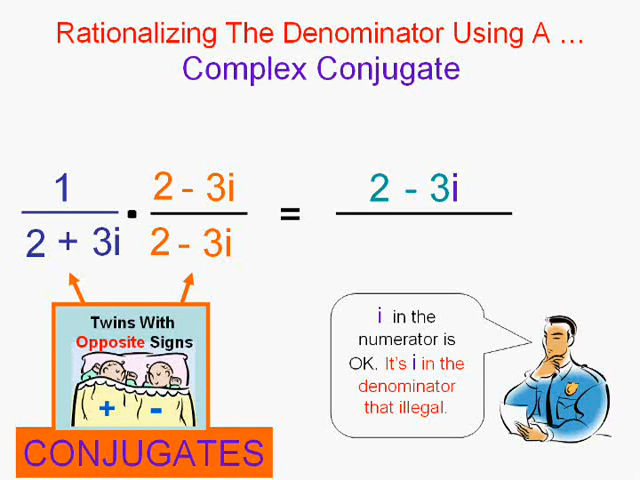 Rationalizing The Denominator Using A ...
Complex Conjugate
1
2 + 3i
·
2 - 3i
2 - 3i
=
2 - 3i
Twins With
Opposite Signs
+ -
CONJUGATES
i in the
numerator is
OK. It's i in the
denominator
that illegal.